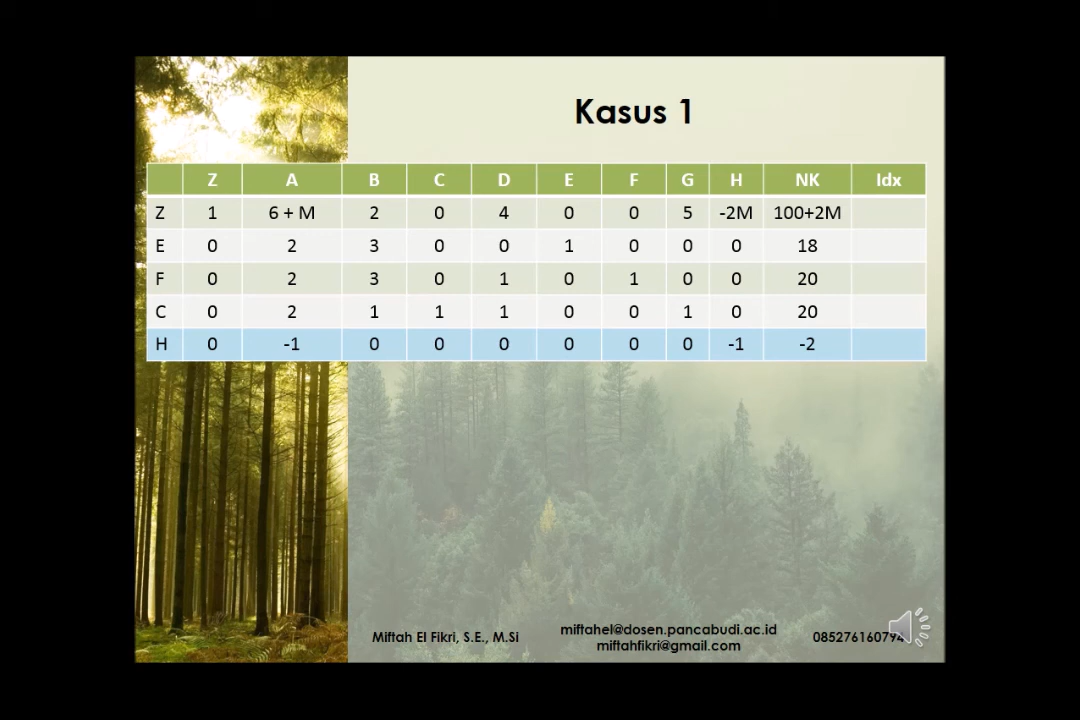 Kasus 1
Z A B C D E F G H NK Idx
Z 1 6 + M 2 0 4 0 0 5 -2M 100+2M
E 0 2 3 0 0 1 0 0 0 18
F 0 2 3 0 1 0 1 0 0 20
C 0 2 1 1 1 0 0 1 0 20
H 0 -1 0 0 0 0 0 0 -1 -2
Miftah El Fikri, S.E., M.Si
miftahel@dosen.pancabudi.ac.id
miftahfikri@gmail.com
085276160794